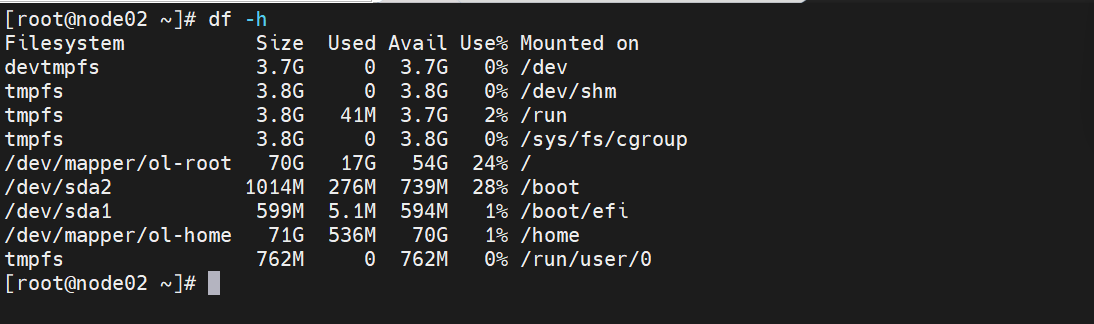 [root@node02 ~]# df -h
Filesystem           Size  Used Avail Use% Mounted on
devtmpfs             3.7G     0  3.7G   0% /dev
tmpfs                3.8G     0  3.8G   0% /dev/shm
tmpfs                3.8G   41M  3.7G   2% /run
tmpfs                3.8G     0  3.8G   0% /sys/fs/cgroup
/dev/mapper/ol-root   70G   17G   54G  24% /
/dev/sda2           1014M  276M  739M  28% /boot
/dev/sda1            599M  5.1M  594M   1% /boot/efi
/dev/mapper/ol-home   71G  536M   70G   1% /home
tmpfs                762M     0  762M   0% /run/user/0
[root@node02 ~]#